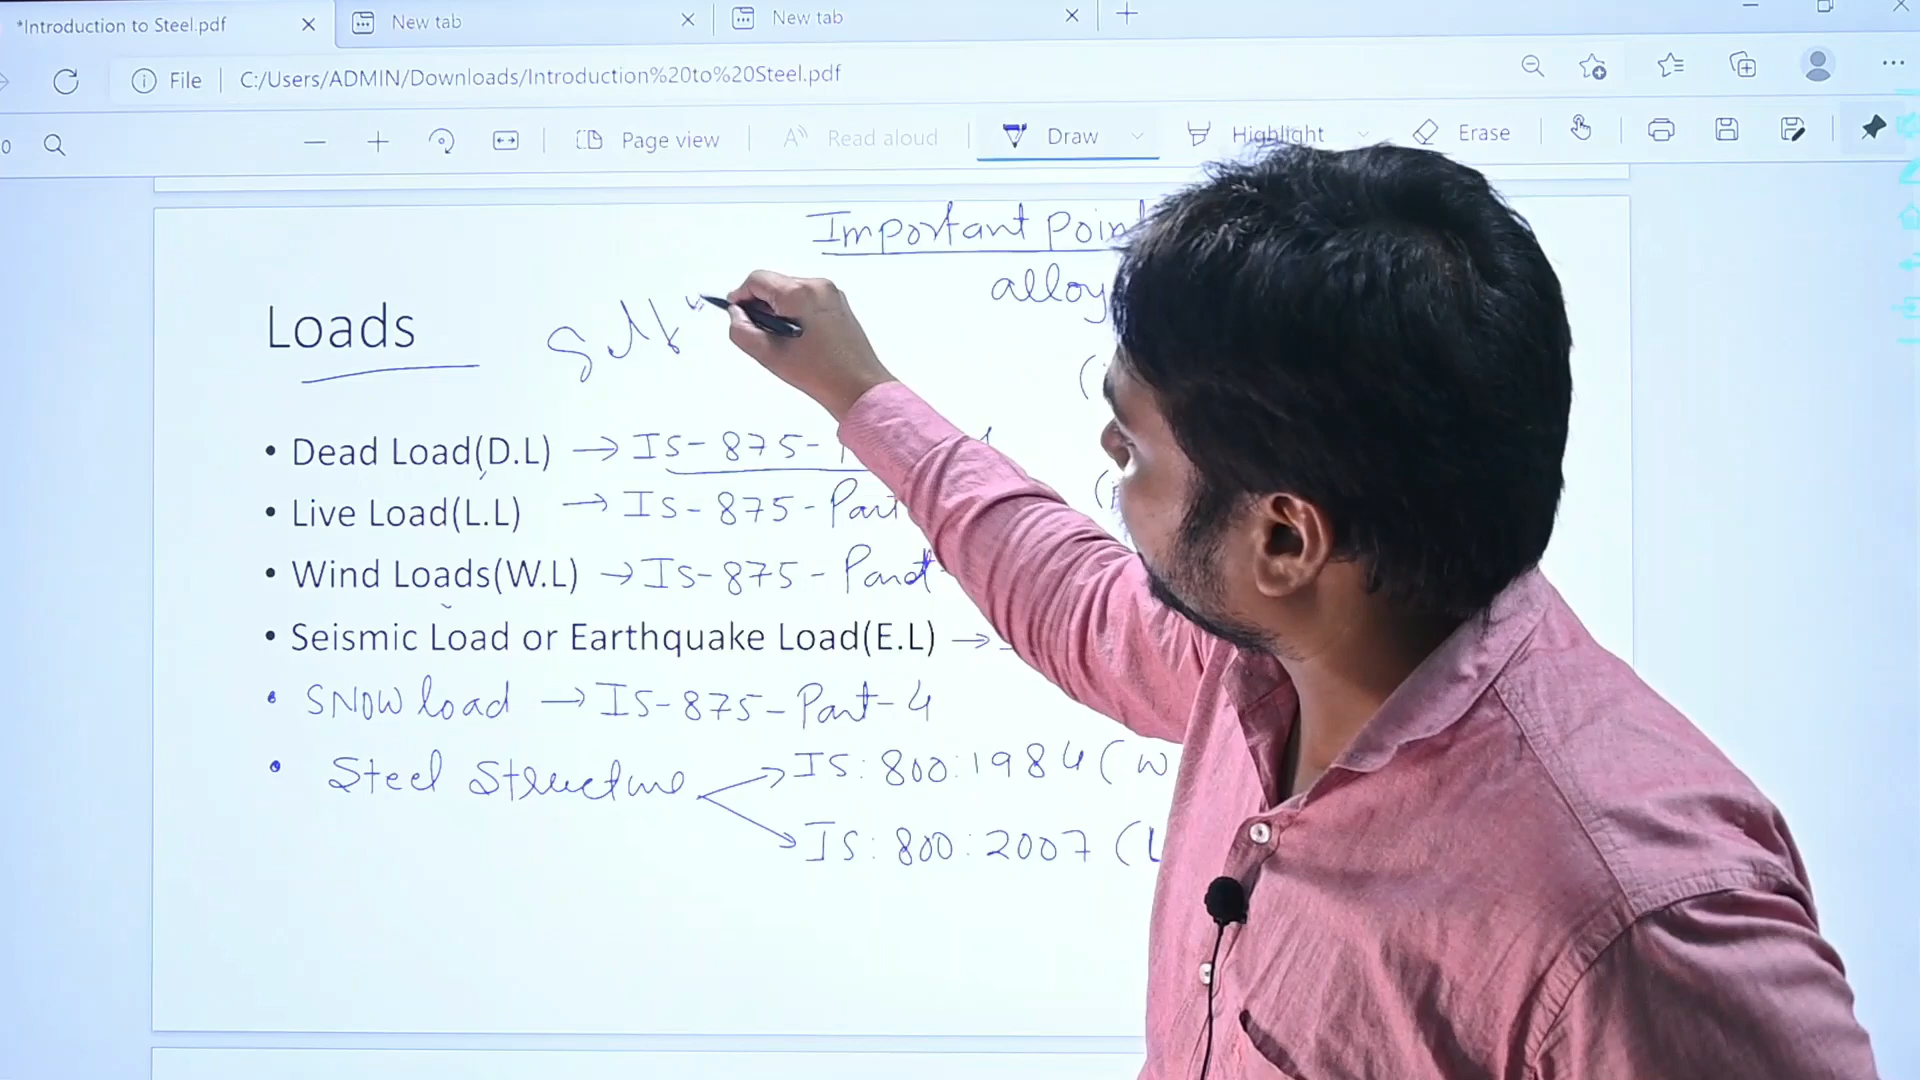 *Introduction to Steel.pdf
New tab
New tab
File
C:/Users/ADMIN/Downloads/Introduction%20to%20Steel.pdf
Page view
Read aloud
Draw
Highlight
Erase
Important Poin
alloy
Loads
Self w
Dead Load(D.L) → IS-875-
Live Load(L.L) → IS-875-Part
Wind Loads(W.L) → IS-875-Part
Seismic Load or Earthquake Load(E.L) →
SNOW load → IS-875-Part-4
Steel Structure
IS:800:1984 (W
IS:800:2007 (L